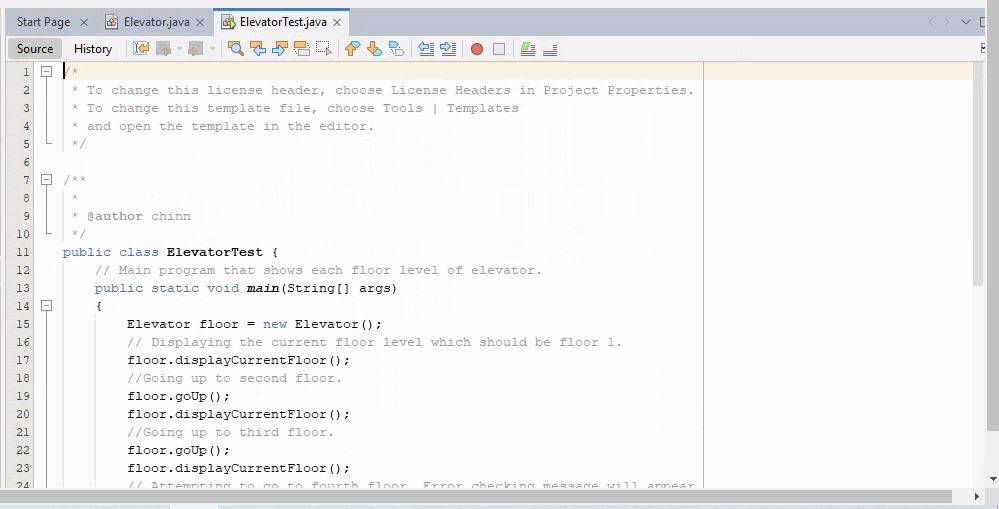 Start Page Elevator.java ElevatorTest.java
Source History
1 /*
2 * To change this license header, choose License Headers in Project Properties.
3 * To change this template file, choose Tools | Templates
4 * and open the template in the editor.
5 */
6
7 /**
8 *
9 * @author chinn
10 */
11 public class ElevatorTest {
12 // Main program that shows each floor level of elevator.
13 public static void main(String[] args)
14 {
15 Elevator floor = new Elevator();
16 // Displaying the current floor level which should be floor 1.
17 floor.displayCurrentFloor();
18 //Going up to second floor.
19 floor.goUp();
20 floor.displayCurrentFloor();
21 //Going up to third floor.
22 floor.goUp();
23 floor.displayCurrentFloor();
24 // Attempting to go to fourth floor. Error checking message will appear